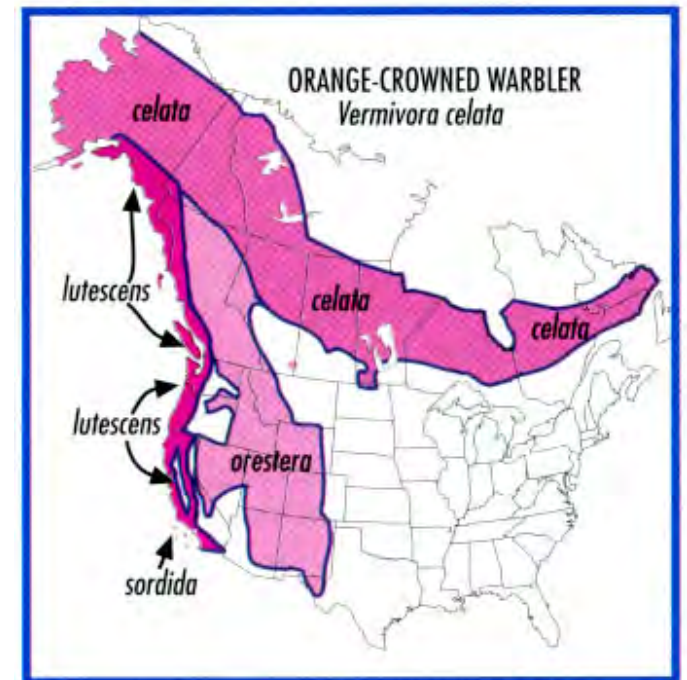 ORANGE-CROWNED WARBLER
Vermivora celata
celata
lutescens
celata
celata
lutescens
orestera
sordida